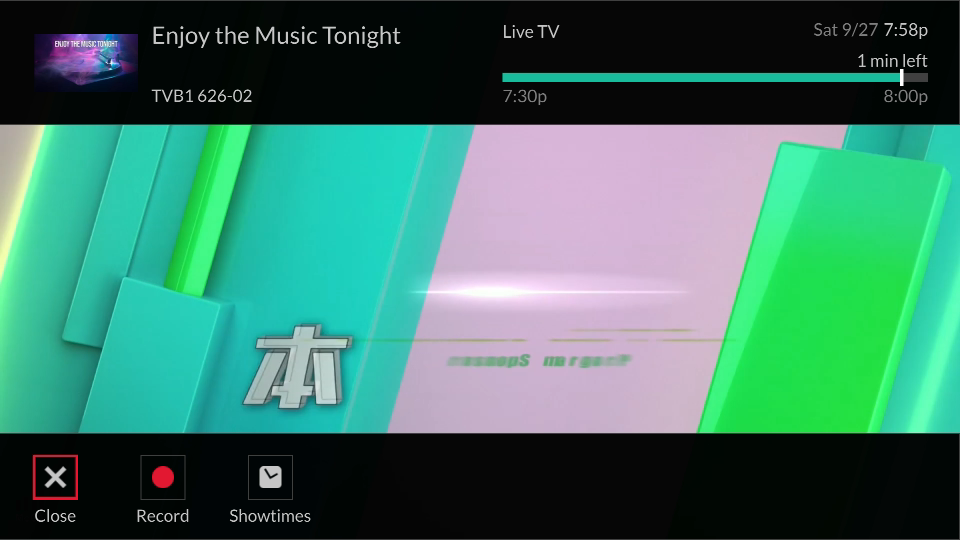 ENJOY THE MUSIC TONIGHT
Enjoy the Music Tonight
TVB1 626-02
Live TV
Sat 9/27 7:58p
1 min left
7:30p
8:00p
本
Close
Record
Showtimes